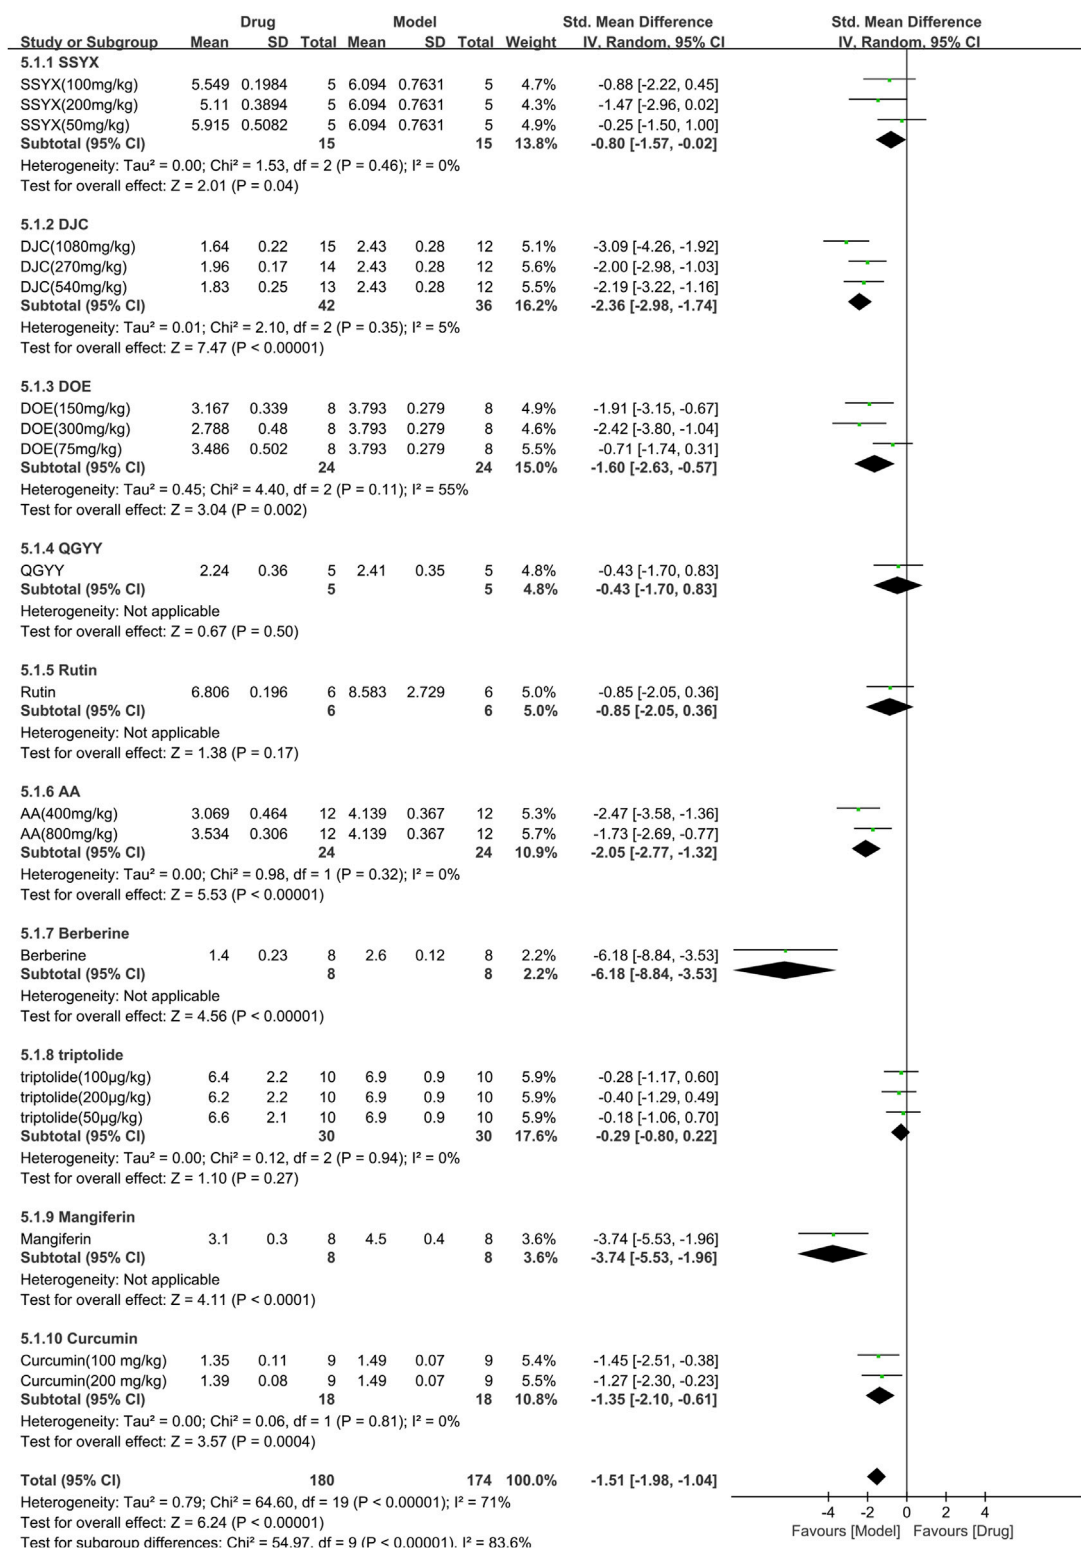 Drug Model Std. Mean Difference Std. Mean Difference
Study or Subgroup Mean SD Total Mean SD Total Weight IV, Random, 95% CI IV, Random, 95% CI
5.1.1 SSYX
SSYX(100mg/kg) 5.549 0.1984 5 6.094 0.7631 5 4.7% -0.88 [-2.22, 0.45]
SSYX(200mg/kg) 5.11 0.3894 5 6.094 0.7631 5 4.3% -1.47 [-2.96, 0.02]
SSYX(50mg/kg) 5.915 0.5082 5 6.094 0.7631 5 4.9% -0.25 [-1.50, 1.00]
Subtotal (95% CI) 15 15 13.8% -0.80 [-1.57, -0.02]
Heterogeneity: Tau² = 0.00; Chi² = 1.53, df = 2 (P = 0.46); I² = 0%
Test for overall effect: Z = 2.01 (P = 0.04)
5.1.2 DJC
DJC(1080mg/kg) 1.64 0.22 15 2.43 0.28 12 5.1% -3.09 [-4.26, -1.92]
DJC(270mg/kg) 1.96 0.17 14 2.43 0.28 12 5.6% -2.00 [-2.98, -1.03]
DJC(540mg/kg) 1.83 0.25 13 2.43 0.28 12 5.5% -2.19 [-3.22, -1.16]
Subtotal (95% CI) 42 36 16.2% -2.36 [-2.98, -1.74]
Heterogeneity: Tau² = 0.01; Chi² = 2.10, df = 2 (P = 0.35); I² = 5%
Test for overall effect: Z = 7.47 (P < 0.00001)
5.1.3 DOE
DOE(150mg/kg) 3.167 0.339 8 3.793 0.279 8 4.9% -1.91 [-3.15, -0.67]
DOE(300mg/kg) 2.788 0.48 8 3.793 0.279 8 4.6% -2.42 [-3.80, -1.04]
DOE(75mg/kg) 3.486 0.502 8 3.793 0.279 8 5.5% -0.71 [-1.74, 0.31]
Subtotal (95% CI) 24 24 15.0% -1.60 [-2.63, -0.57]
Heterogeneity: Tau² = 0.45; Chi² = 4.40, df = 2 (P = 0.11); I² = 55%
Test for overall effect: Z = 3.04 (P = 0.002)
5.1.4 QGYY
QGYY 2.24 0.36 5 2.41 0.35 5 4.8% -0.43 [-1.70, 0.83]
Subtotal (95% CI) 5 5 4.8% -0.43 [-1.70, 0.83]
Heterogeneity: Not applicable
Test for overall effect: Z = 0.67 (P = 0.50)
5.1.5 Rutin
Rutin 6.806 0.196 6 8.583 2.729 6 5.0% -0.85 [-2.05, 0.36]
Subtotal (95% CI) 6 6 5.0% -0.85 [-2.05, 0.36]
Heterogeneity: Not applicable
Test for overall effect: Z = 1.38 (P = 0.17)
5.1.6 AA
AA(400mg/kg) 3.069 0.464 12 4.139 0.367 12 5.3% -2.47 [-3.58, -1.36]
AA(800mg/kg) 3.534 0.306 12 4.139 0.367 12 5.7% -1.73 [-2.69, -0.77]
Subtotal (95% CI) 24 24 10.9% -2.05 [-2.77, -1.32]
Heterogeneity: Tau² = 0.00; Chi² = 0.98, df = 1 (P = 0.32); I² = 0%
Test for overall effect: Z = 5.53 (P < 0.00001)
5.1.7 Berberine
Berberine 1.4 0.23 8 2.6 0.12 8 2.2% -6.18 [-8.84, -3.53]
Subtotal (95% CI) 8 8 2.2% -6.18 [-8.84, -3.53]
Heterogeneity: Not applicable
Test for overall effect: Z = 4.56 (P < 0.00001)
5.1.8 triptolide
triptolide(100µg/kg) 6.4 2.2 10 6.9 0.9 10 5.9% -0.28 [-1.17, 0.60]
triptolide(200µg/kg) 6.2 2.2 10 6.9 0.9 10 5.9% -0.40 [-1.29, 0.49]
triptolide(50µg/kg) 6.6 2.1 10 6.9 0.9 10 5.9% -0.18 [-1.06, 0.70]
Subtotal (95% CI) 30 30 17.6% -0.29 [-0.80, 0.22]
Heterogeneity: Tau² = 0.00; Chi² = 0.12, df = 2 (P = 0.94); I² = 0%
Test for overall effect: Z = 1.10 (P = 0.27)
5.1.9 Mangiferin
Mangiferin 3.1 0.3 8 4.5 0.4 8 3.6% -3.74 [-5.53, -1.96]
Subtotal (95% CI) 8 8 3.6% -3.74 [-5.53, -1.96]
Heterogeneity: Not applicable
Test for overall effect: Z = 4.11 (P < 0.0001)
5.1.10 Curcumin
Curcumin(100 mg/kg) 1.35 0.11 9 1.49 0.07 9 5.4% -1.45 [-2.51, -0.38]
Curcumin(200 mg/kg) 1.39 0.08 9 1.49 0.07 9 5.5% -1.27 [-2.30, -0.23]
Subtotal (95% CI) 18 18 10.8% -1.35 [-2.10, -0.61]
Heterogeneity: Tau² = 0.00; Chi² = 0.06, df = 1 (P = 0.81); I² = 0%
Test for overall effect: Z = 3.57 (P = 0.0004)
Total (95% CI) 180 174 100.0% -1.51 [-1.98, -1.04]
Heterogeneity: Tau² = 0.79; Chi² = 64.60, df = 19 (P < 0.00001); I² = 71%
Test for overall effect: Z = 6.24 (P < 0.00001)
Test for subgroup differences: Chi² = 54.97, df = 9 (P < 0.00001), I² = 83.6%
-4 -2 0 2 4
Favours [Model] Favours [Drug]